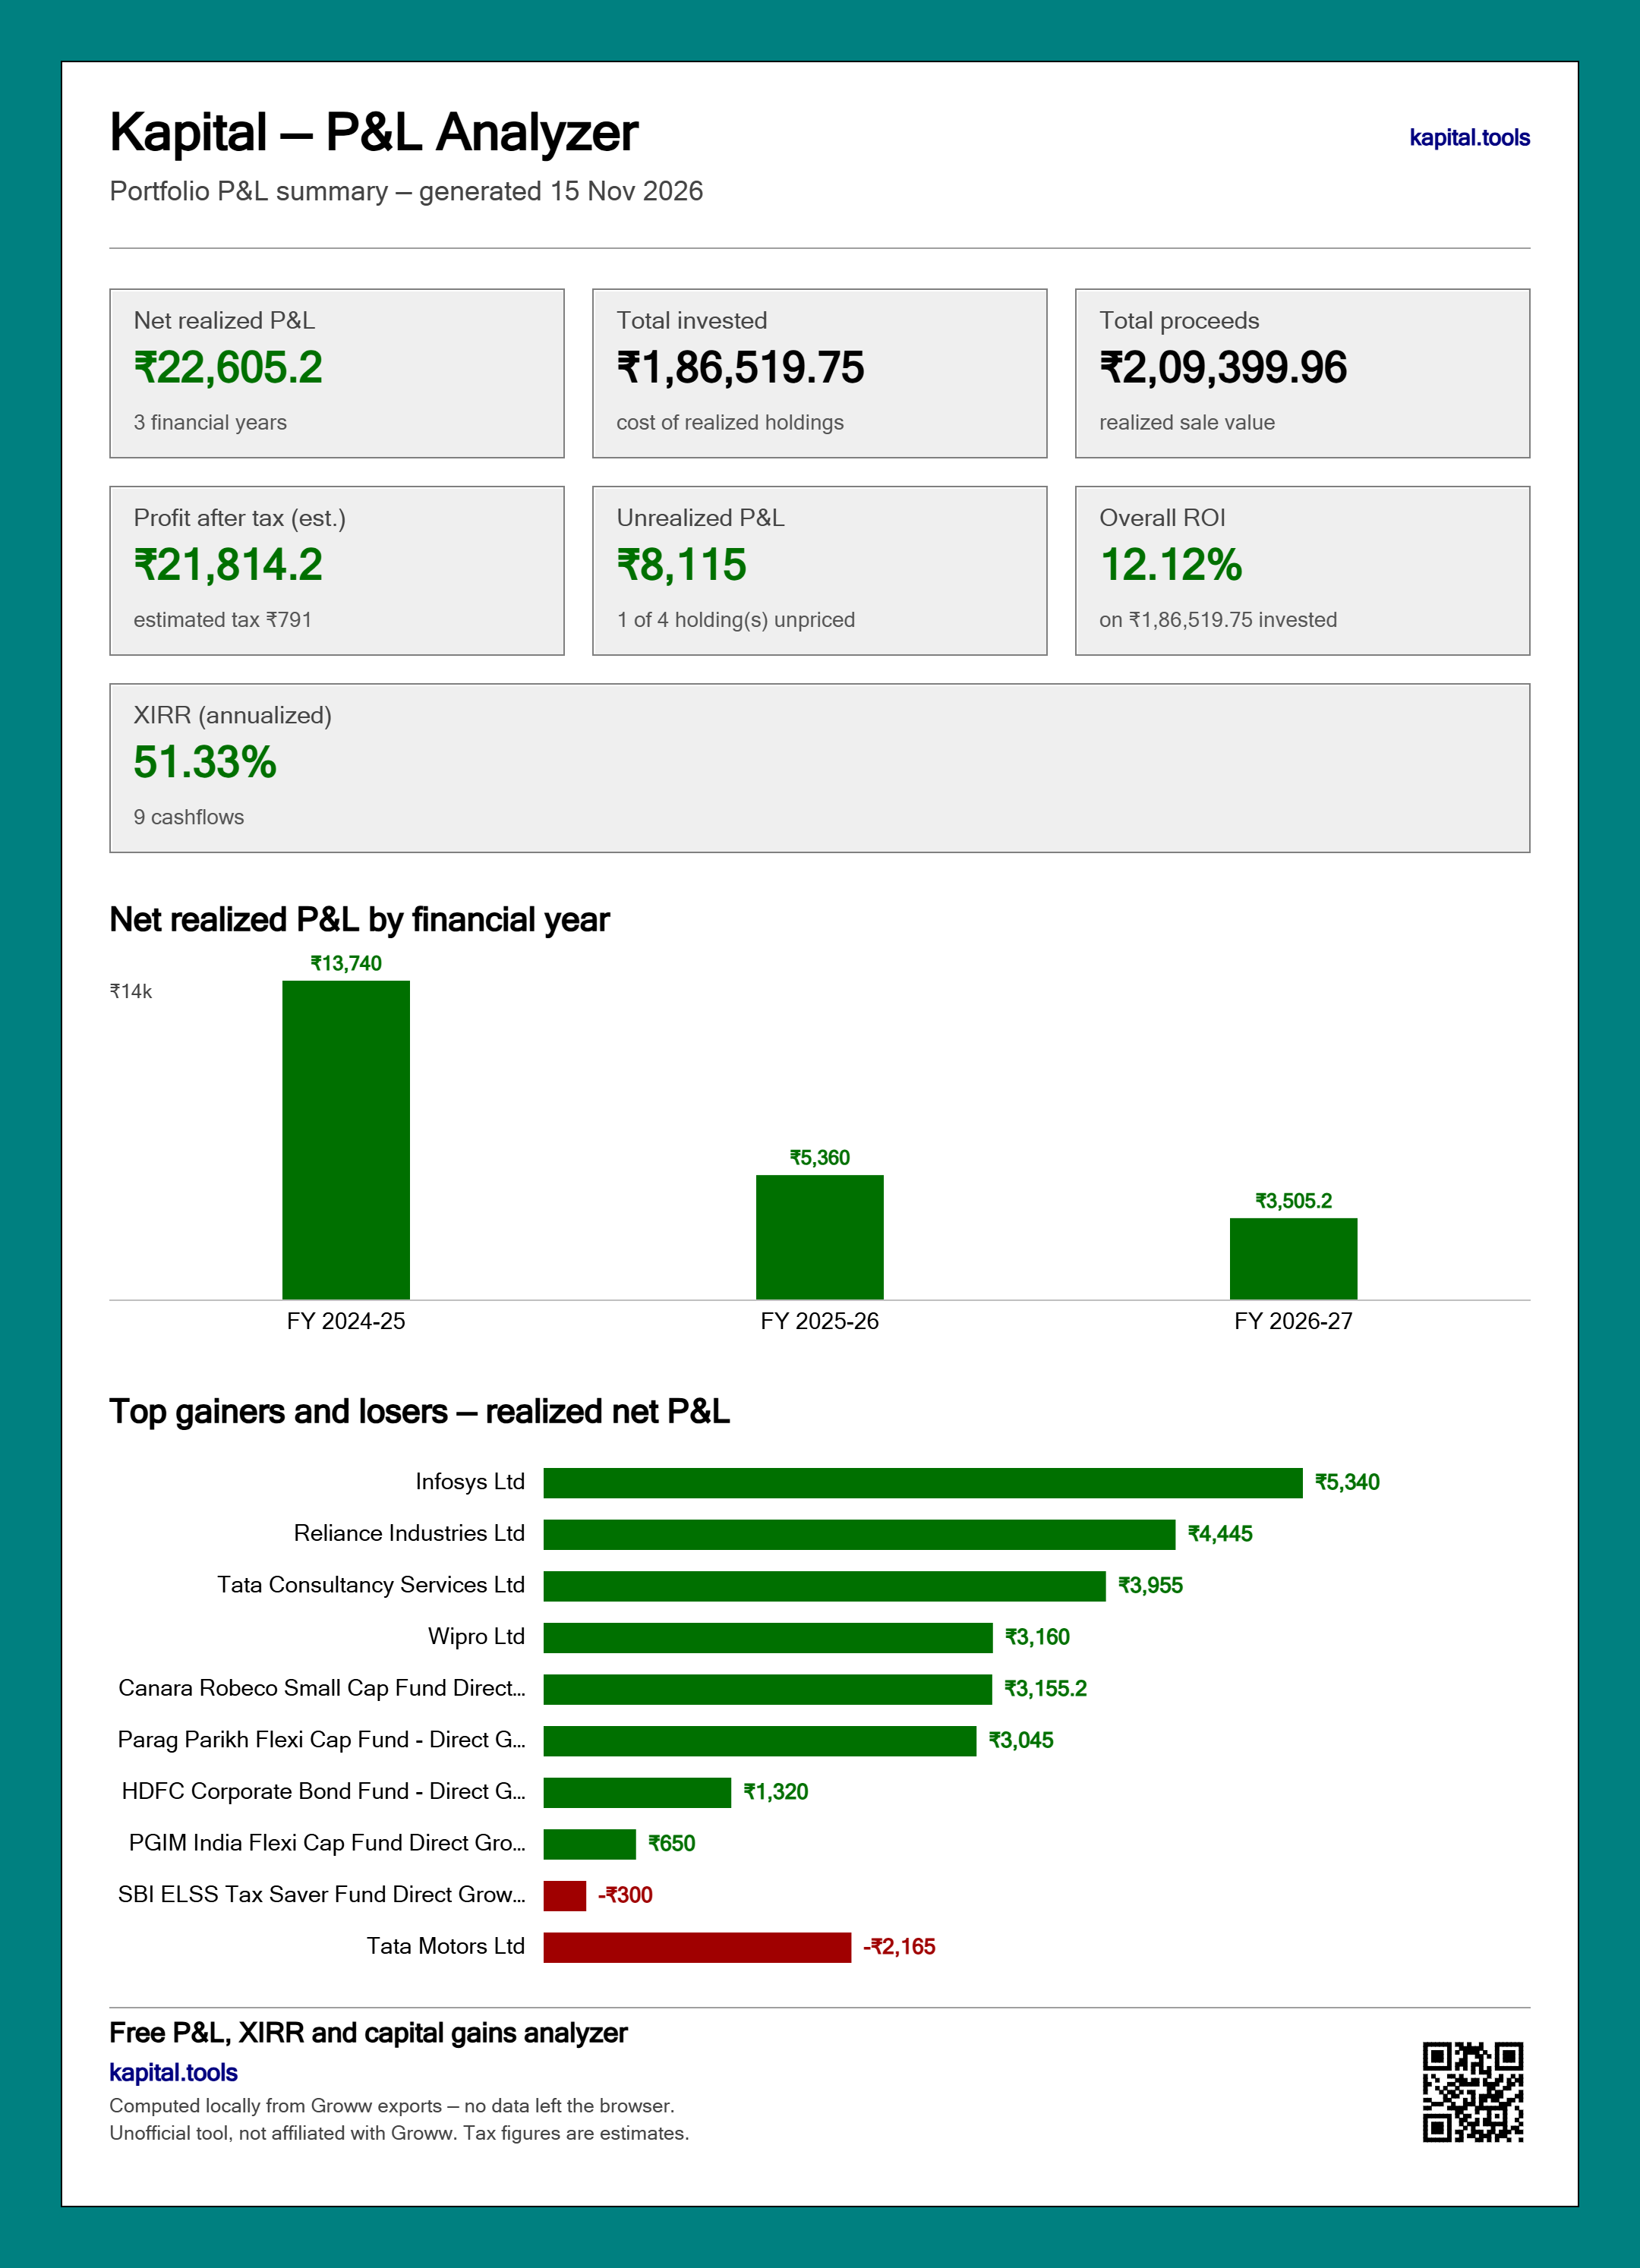 Kapital — P&L Analyzer
kapital.tools
Portfolio P&L summary — generated 15 Nov 2026
Net realized P&L
₹22,605.2
3 financial years
Total invested
₹1,86,519.75
cost of realized holdings
Total proceeds
₹2,09,399.96
realized sale value
Profit after tax (est.)
₹21,814.2
estimated tax ₹791
Unrealized P&L
₹8,115
1 of 4 holding(s) unpriced
Overall ROI
12.12%
on ₹1,86,519.75 invested
XIRR (annualized)
51.33%
9 cashflows
Net realized P&L by financial year
₹14k
₹13,740
₹5,360
₹3,505.2
FY 2024-25
FY 2025-26
FY 2026-27
Top gainers and losers — realized net P&L
Infosys Ltd ₹5,340
Reliance Industries Ltd ₹4,445
Tata Consultancy Services Ltd ₹3,955
Wipro Ltd ₹3,160
Canara Robeco Small Cap Fund Direct… ₹3,155.2
Parag Parikh Flexi Cap Fund - Direct G… ₹3,045
HDFC Corporate Bond Fund - Direct G… ₹1,320
PGIM India Flexi Cap Fund Direct Gro… ₹650
SBI ELSS Tax Saver Fund Direct Grow… -₹300
Tata Motors Ltd -₹2,165
Free P&L, XIRR and capital gains analyzer
kapital.tools
Computed locally from Groww exports — no data left the browser.
Unofficial tool, not affiliated with Groww. Tax figures are estimates.